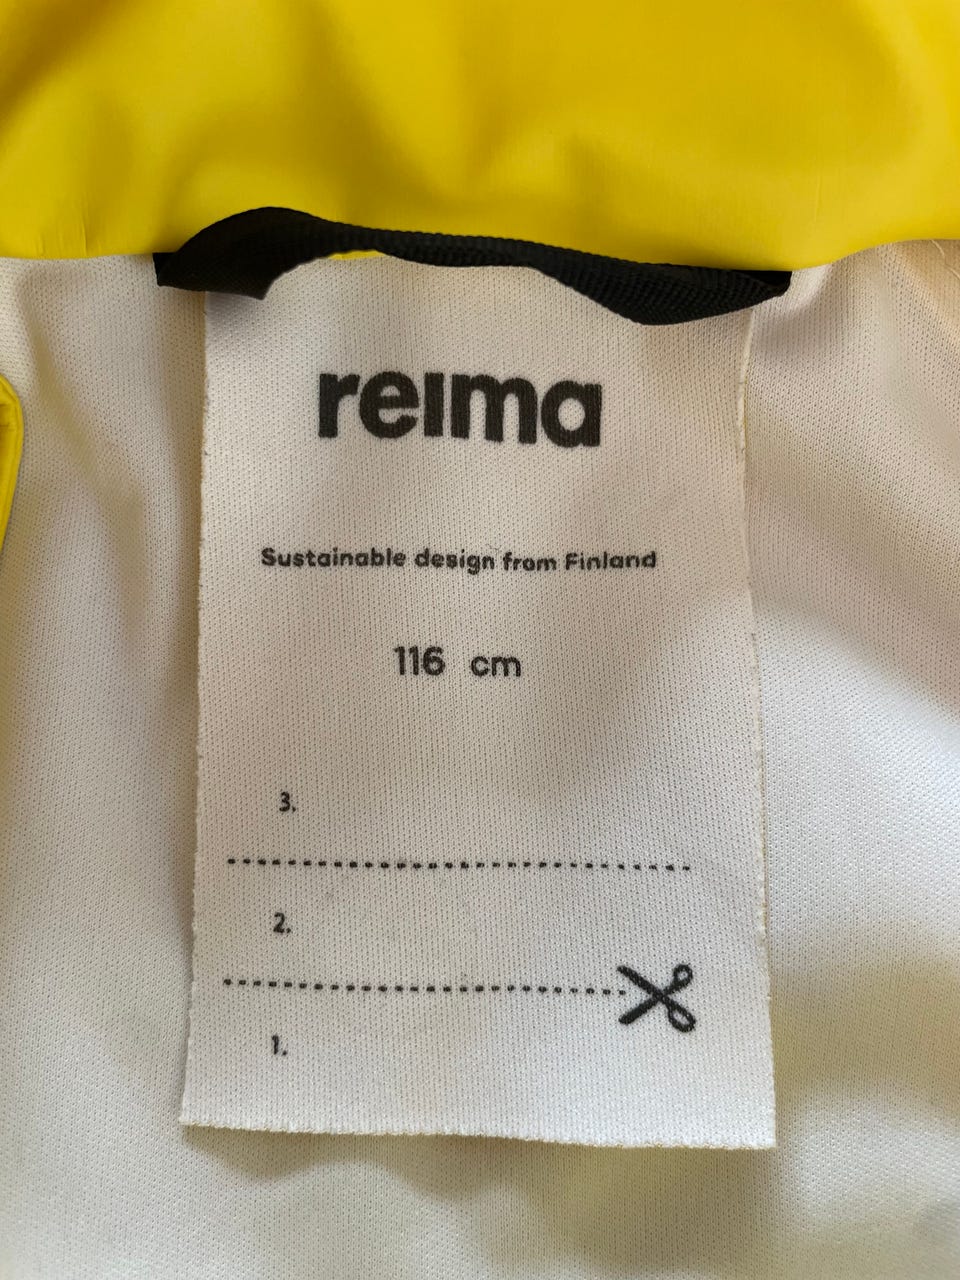 reima
Sustainable design from Finland
116 cm
3.
2.
1.